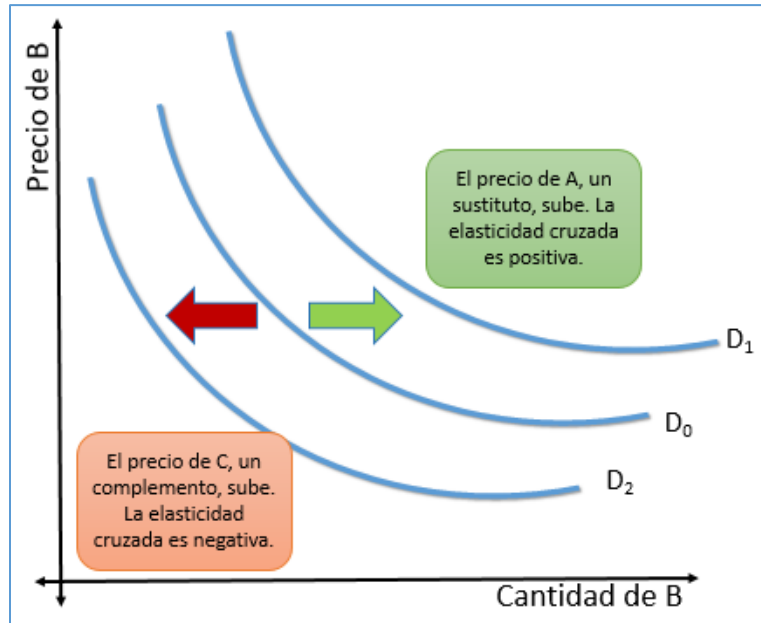 Precio de B
El precio de A, un
sustituto, sube. La
elasticidad cruzada
es positiva.
D1
D0
D2
El precio de C, un
complemento, sube.
La elasticidad
cruzada es negativa.
Cantidad de B